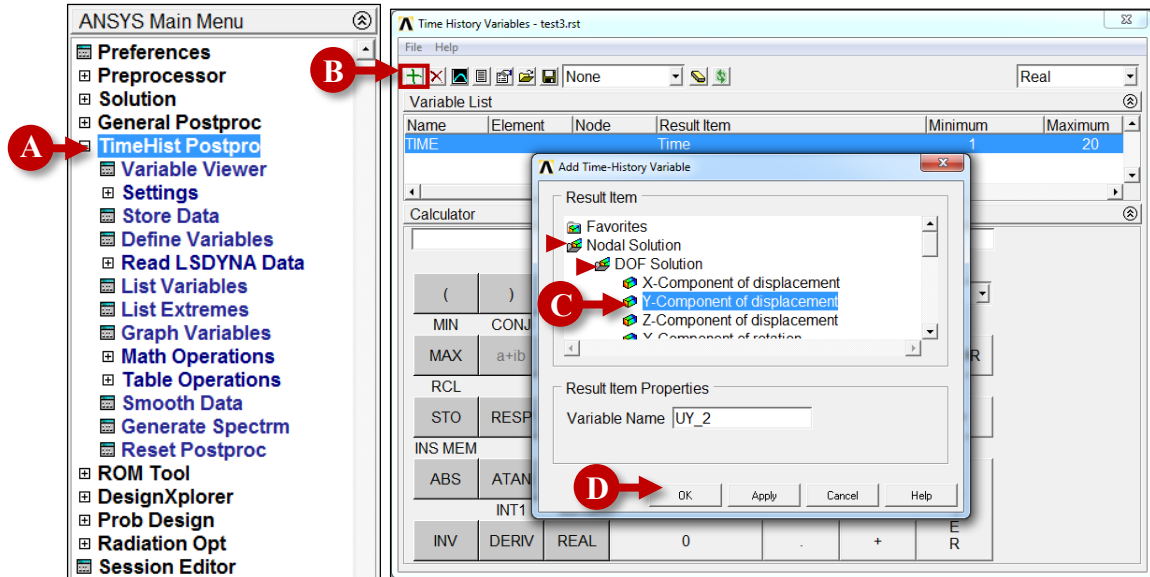 ANSYS Main Menu
Preferences
Preprocessor
Solution
General Postproc
A
TimeHist Postpro
Variable Viewer
Settings
Store Data
Define Variables
Read LSDYNA Data
List Variables
List Extremes
Graph Variables
Math Operations
Table Operations
Smooth Data
Generate Spectrm
Reset Postproc
ROM Tool
DesignXplorer
Prob Design
Radiation Opt
Session Editor
Time History Variables - test3.rst
File Help
B
None
Real
Variable List
Name Element Node Result Item Minimum Maximum
TIME Time 1 20
Calculator
( )
MIN CONJ
MAX a+ib
RCL
STO RESP
INS MEM
ABS ATAN
INT1
INV DERIV REAL 0 . + E
R
R
Add Time-History Variable
Result Item
Favorites
Nodal Solution
DOF Solution
X-Component of displacement
C
Y-Component of displacement
Z-Component of displacement
X-Component of rotation
Result Item Properties
Variable Name UY_2
D
OK Apply Cancel Help